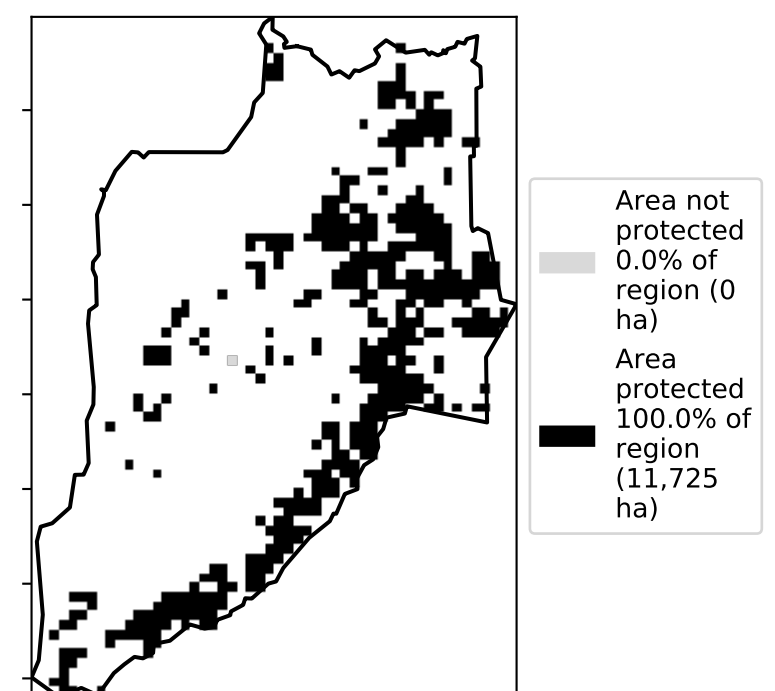 Area not
protected
0.0% of
region (0
ha)
Area
protected
100.0% of
region
(11,725
ha)